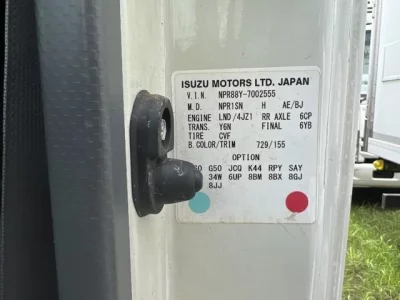 ISUZU MOTORS LTD. JAPAN
V.I.N. NPR88Y-7002555
M.D. NPR1SN H AE/BJ
ENGINE LND/4JZ1 RR AXLE 6CP
TRANS. Y6N FINAL 6YB
TIRE CVF
B.COLOR/TRIM 729/155
OPTION
G50 JCQ K44 RPY SAY
34W 6UP 8BM 8BX 8GJ
8JJ